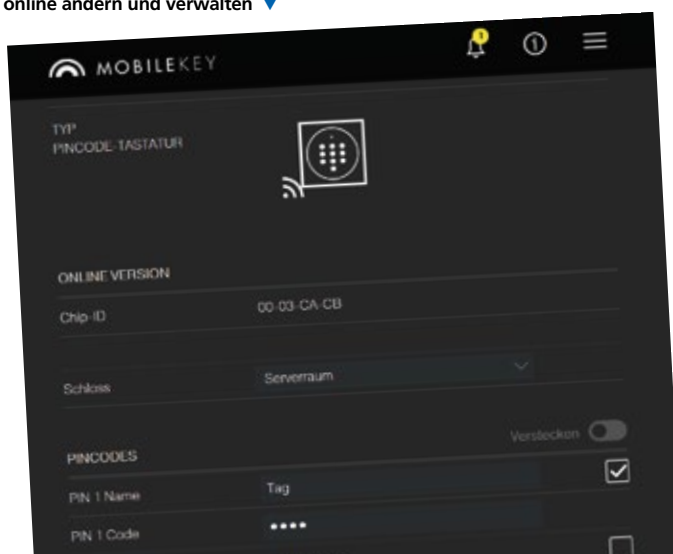 online ändern und verwalten ▼
MOBILEKEY
1
TYP
PINCODE-TASTATUR
ONLINE VERSION
Chip-ID 00-03-CA-CB
Schloss Serverraum
PINCODES Verstecken
PIN 1 Name Tag
PIN 1 Code ••••